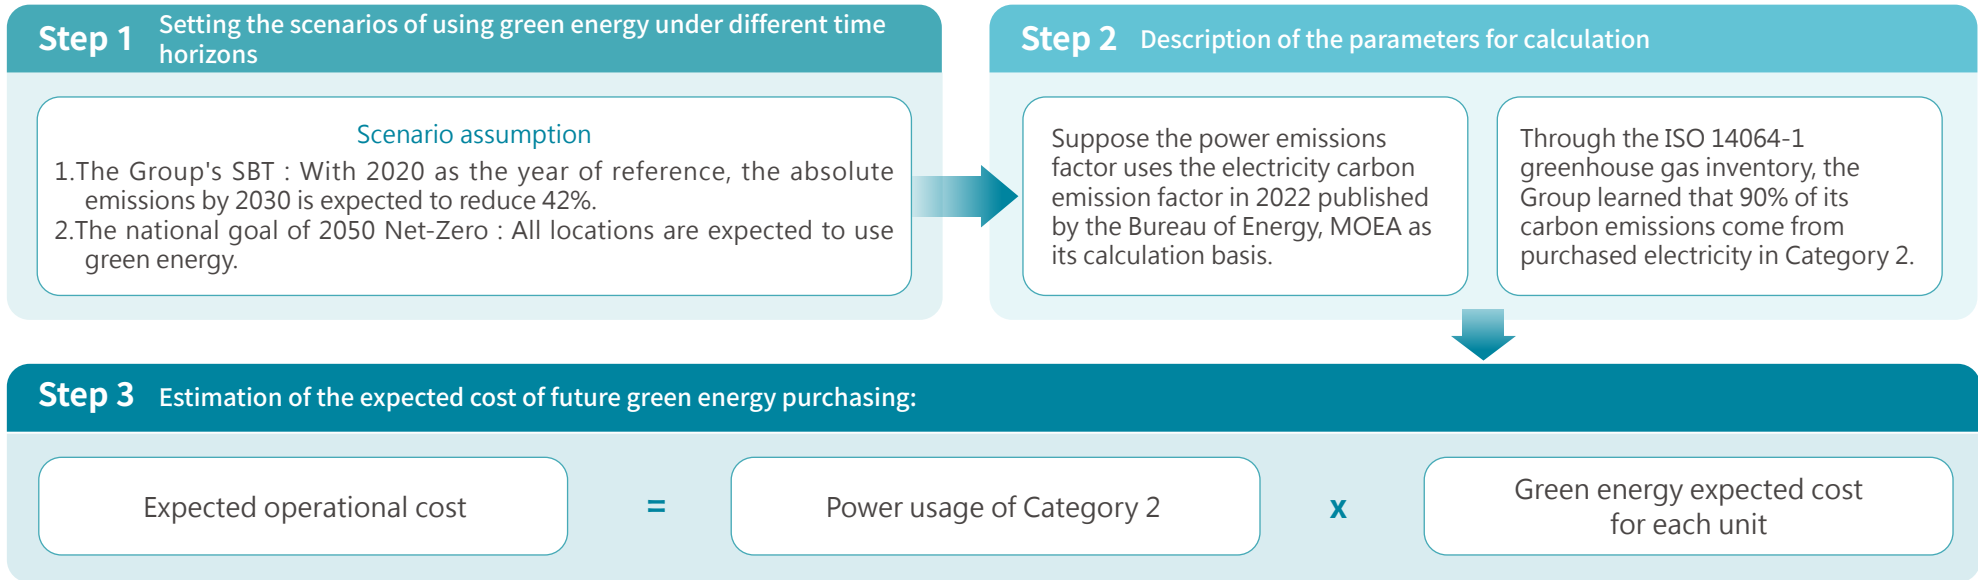 Step 1 Setting the scenarios of using green energy under different time
horizons
Scenario assumption
1.The Group's SBT : With 2020 as the year of reference, the absolute
emissions by 2030 is expected to reduce 42%.
2.The national goal of 2050 Net-Zero : All locations are expected to use
green energy.
Step 2 Description of the parameters for calculation
Suppose the power emissions
factor uses the electricity carbon
emission factor in 2022 published
by the Bureau of Energy, MOEA as
its calculation basis.
Through the ISO 14064-1
greenhouse gas inventory, the
Group learned that 90% of its
carbon emissions come from
purchased electricity in Category 2.
Step 3 Estimation of the expected cost of future green energy purchasing:
Expected operational cost
=
Power usage of Category 2
x
Green energy expected cost
for each unit